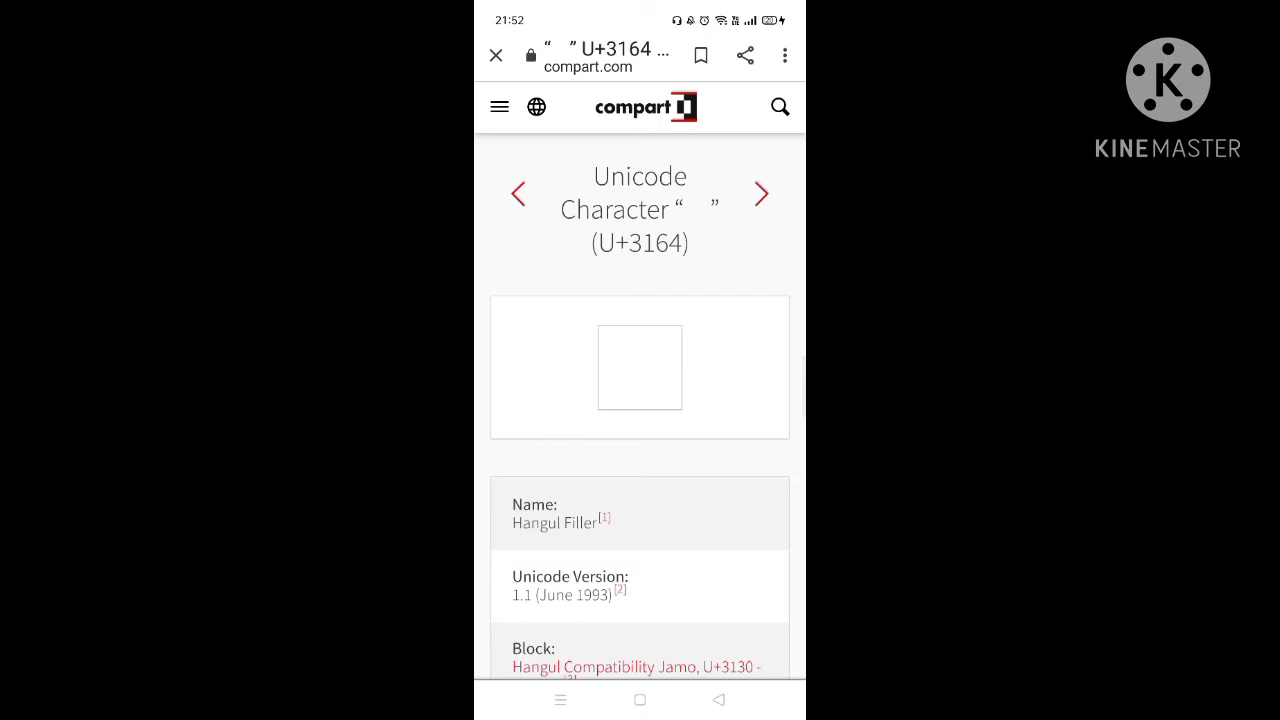 21:52
20
“ㅤ” U+3164 ...
compart.com
compart
Unicode
Character “ㅤ”
(U+3164)
Name:
Hangul Filler[1]
Unicode Version:
1.1 (June 1993)[2]
Block:
Hangul Compatibility Jamo, U+3130 -
K
KINEMASTER